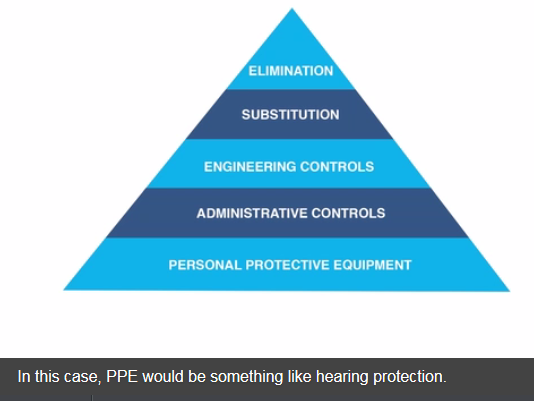 ELIMINATION
SUBSTITUTION
ENGINEERING CONTROLS
ADMINISTRATIVE CONTROLS
PERSONAL PROTECTIVE EQUIPMENT
In this case, PPE would be something like hearing protection.